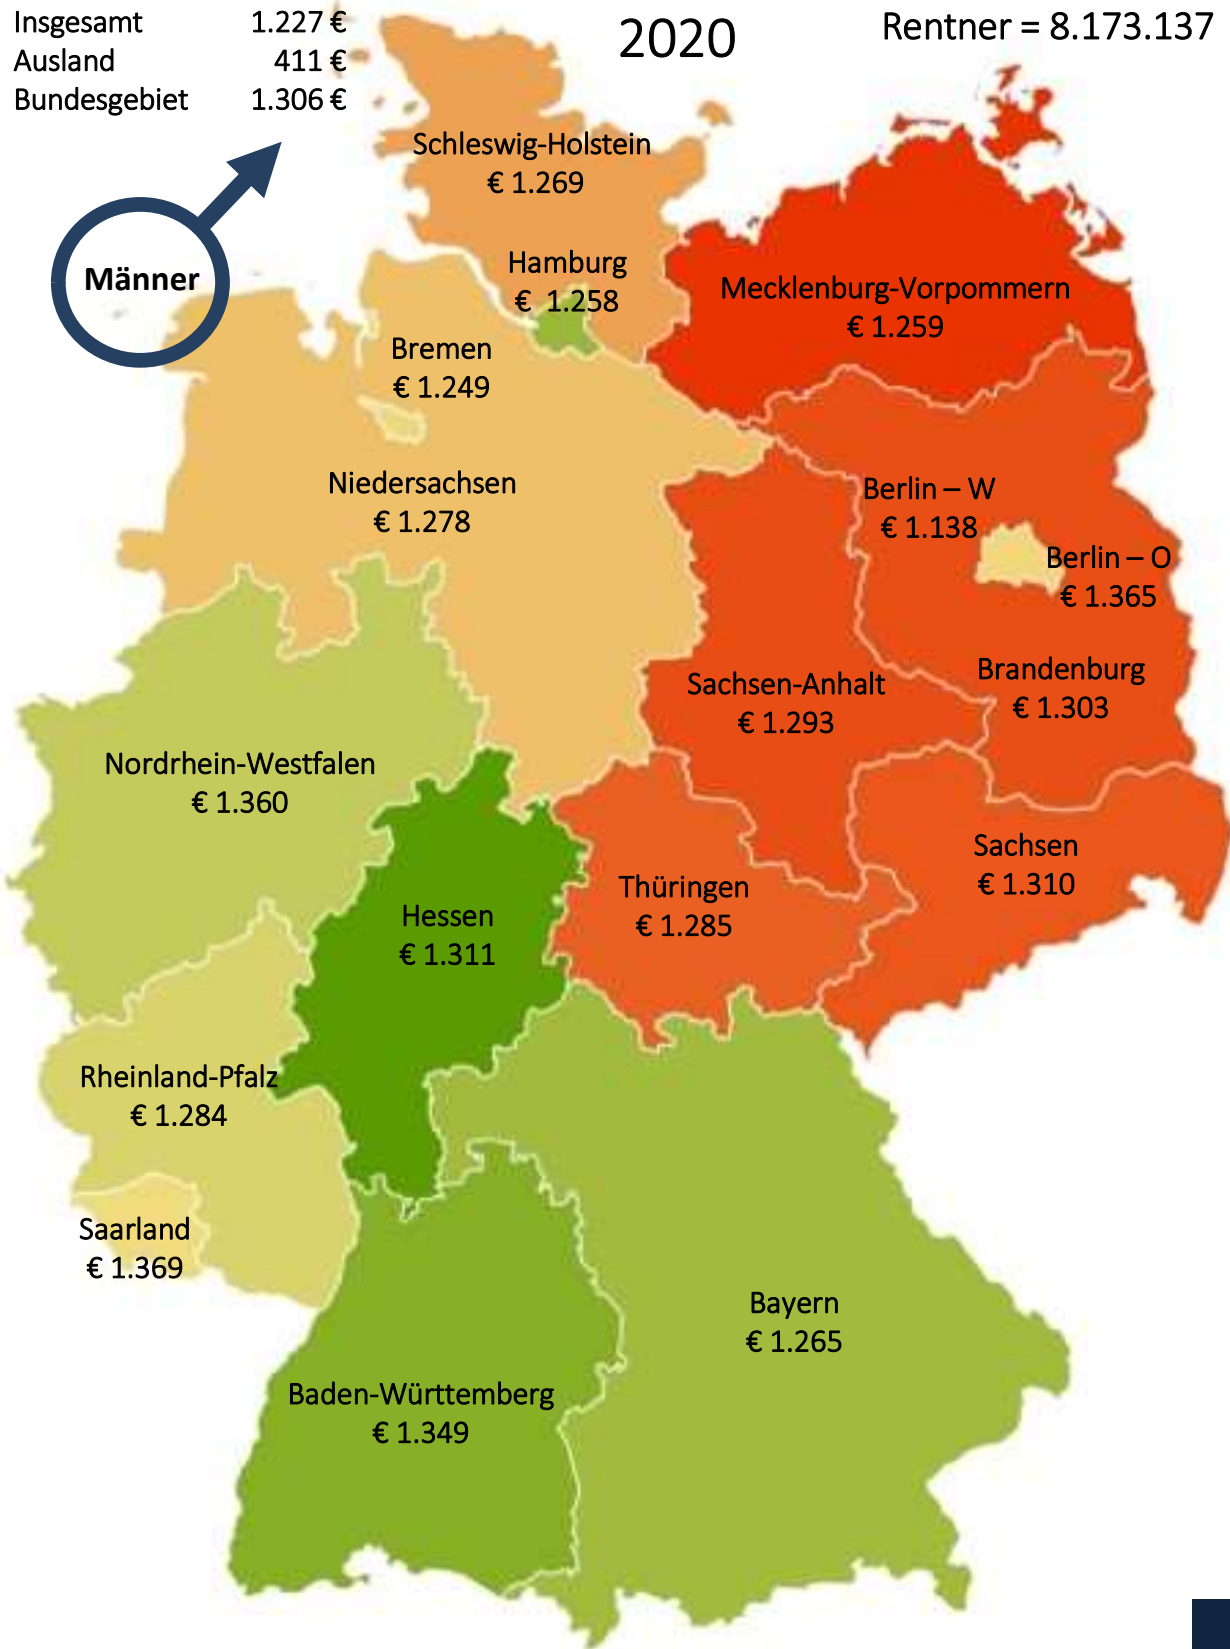 Insgesamt 1.227 €
Ausland 411 €
Bundesgebiet 1.306 €
2020
Rentner = 8.173.137
Männer
Schleswig-Holstein
€ 1.269
Hamburg
€ 1.258
Mecklenburg-Vorpommern
€ 1.259
Bremen
€ 1.249
Niedersachsen
€ 1.278
Berlin – W
€ 1.138
Berlin – O
€ 1.365
Brandenburg
€ 1.303
Sachsen-Anhalt
€ 1.293
Nordrhein-Westfalen
€ 1.360
Sachsen
€ 1.310
Thüringen
€ 1.285
Hessen
€ 1.311
Rheinland-Pfalz
€ 1.284
Saarland
€ 1.369
Bayern
€ 1.265
Baden-Württemberg
€ 1.349